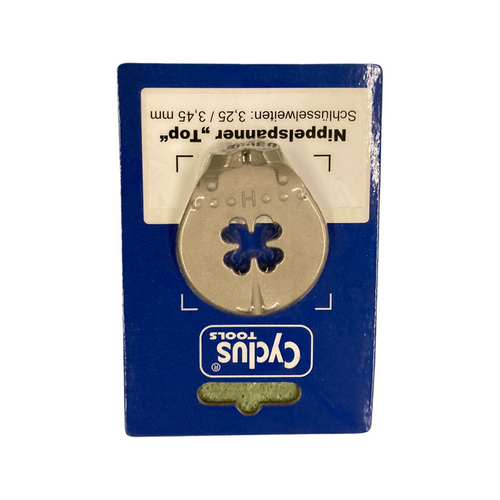 Cyclus®
TOOLS
H
Nippelspanner „Top“
Schlüsselweiten: 3,25 / 3,45 mm